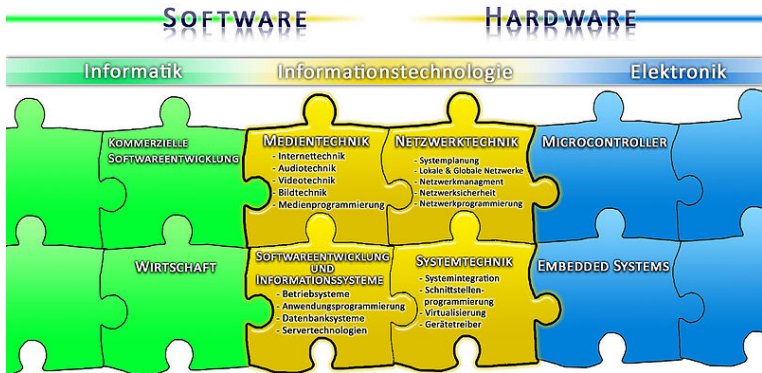 SOFTWARE HARDWARE
Informatik Informationstechnologie Elektronik
KOMMERZIELLE
SOFTWAREENTWICKLUNG
MEDIENTECHNIK
- Internettechnik
- Audiotechnik
- Videotechnik
- Bildtechnik
- Medienprogrammierung
NETZWERKTECHNIK
- Systemplanung
- Lokale & Globale Netzwerke
- Netzwerkmanagment
- Netzwerksicherheit
- Netzwerkprogrammierung
MICROCONTROLLER
WIRTSCHAFT
SOFTWAREENTWICKLUNG
UND
INFORMATIONSSYSTEME
- Betriebsysteme
- Anwendungsprogrammierung
- Datenbanksysteme
- Servertechnologien
SYSTEMTECHNIK
- Systemintegration
- Schnittstellen-
programmierung
- Virtualisierung
- Gerätetreiber
EMBEDDED SYSTEMS